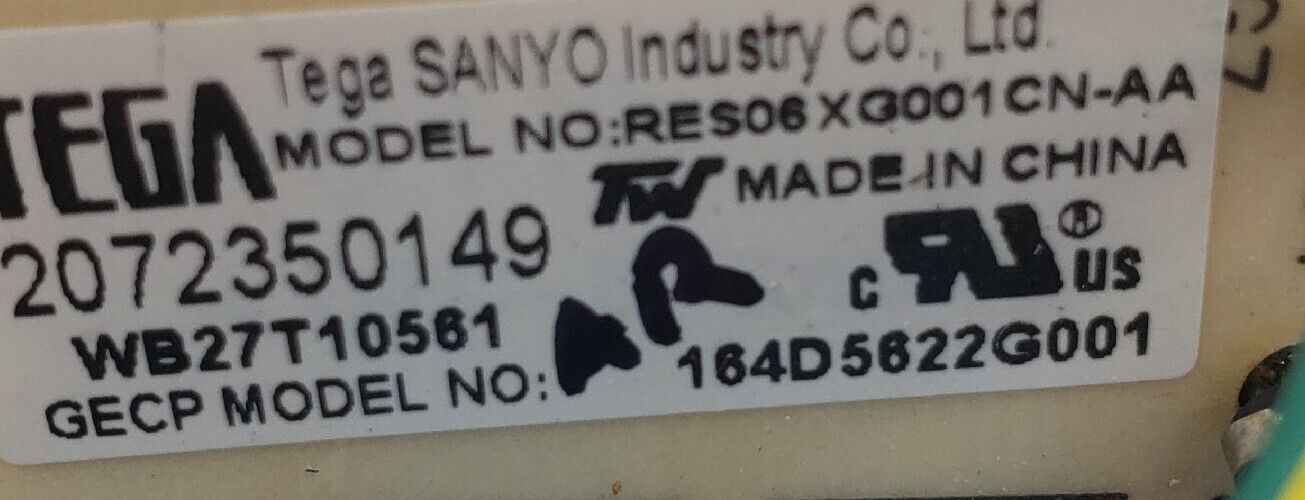 Tega SANYO Industry Co., Ltd.
TEGA
MODEL NO:RES06XG001CN-AA
MADE IN CHINA
2072350149
c US
WB27T10561
GECP MODEL NO: 164D5622G001